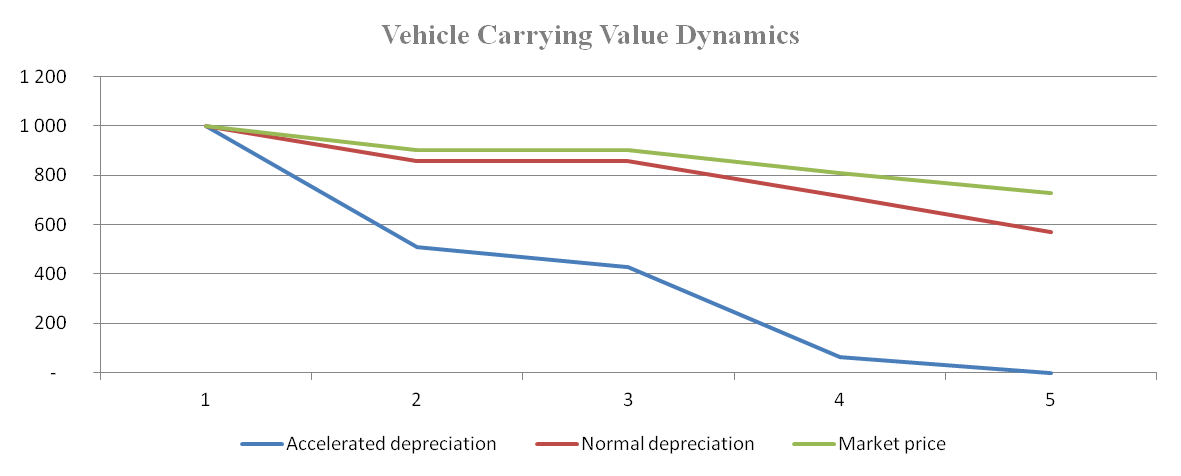 Vehicle Carrying Value Dynamics
1 200
1 000
800
600
400
200
-
1 2 3 4 5
Accelerated depreciation Normal depreciation Market price